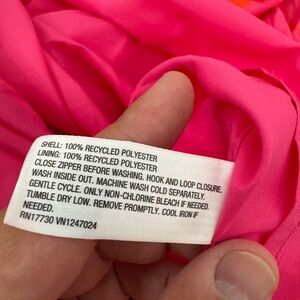 SHELL: 100% RECYCLED POLYESTER
LINING: 100% RECYCLED POLYESTER
CLOSE ZIPPER BEFORE WASHING. HOOK AND LOOP CLOSURE.
WASH INSIDE OUT. MACHINE WASH COLD SEPARATELY.
GENTLE CYCLE. ONLY NON-CHLORINE BLEACH IF NEEDED.
TUMBLE DRY LOW. REMOVE PROMPTLY. COOL IRON IF
NEEDED.
RN17730 VN1247024